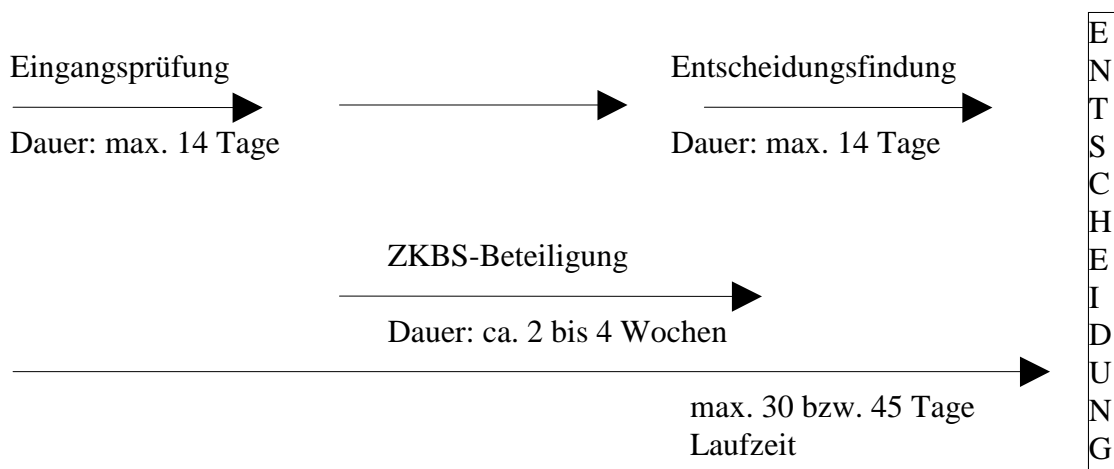 Eingangsprüfung
Dauer: max. 14 Tage
Entscheidungsfindung
Dauer: max. 14 Tage
ZKBS-Beteiligung
Dauer: ca. 2 bis 4 Wochen
max. 30 bzw. 45 Tage
Laufzeit
E
N
T
S
C
H
E
I
D
U
N
G